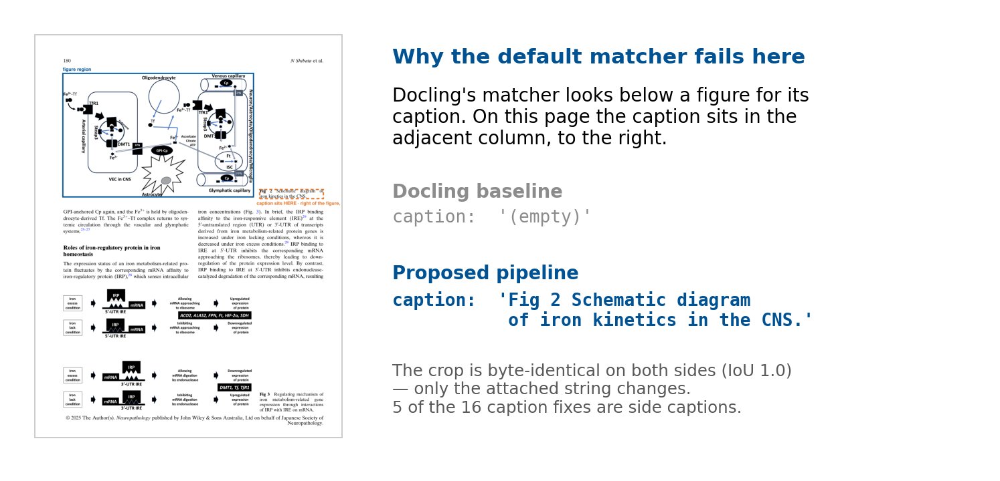 180
N Shibata et al.
figure region
Oligodendrocyte
Venous capillary
Cp
FPN
Fe³⁺-Tf
TfR1
Fe³⁺-Tf
TfR1
Steap3
Endosome
DMT1
Fe²⁺
Arterial capillary
FPN
Tf
Fe³⁺
Ascorbate
Citrate
ATP
GPI-Cp
Steap3
DMT1
Fe²⁺
Ft
ISC
FPN
Cp
Neuron/Astrocyte/Oligodendrocyte/Microglia
VEC in CNS
Astrocyte
Glymphatic capillary
Fig 2 Schematic diagram of
iron kinetics in the CNS.
caption sits HERE - right of the figure,
GPI-anchored Cp again, and the Fe³⁺ is held by oligoden-
drocyte-derived Tf. The Fe³⁺–Tf complex returns to sys-
temic circulation through the vascular and glymphatic
systems.²⁵⁻²⁷
Roles of iron-regulatory protein in iron
homeostasis
The expression status of an iron metabolism-related pro-
tein fluctuates by the corresponding mRNA affinity to
iron-regulatory protein (IRP),²⁸ which senses intracellular
iron concentrations (Fig. 3). In brief, the IRP binding
affinity to the iron-responsive element (IRE)²⁹ at the
5′-untranslated region (UTR) or 3′-UTR of transcripts
derived from iron metabolism-related protein genes is
increased under iron lacking conditions, whereas it is
decreased under iron excess conditions.²⁸ IRP binding to
IRE at 5′-UTR inhibits the corresponding mRNA
approaching the ribosomes, thereby leading to down-
regulation of the protein expression level. By contrast,
IRP binding to IRE at 3′-UTR inhibits endonuclease-
catalyzed degradation of the corresponding mRNA, resulting
Iron
excess
condition
IRP
mRNA
5’-UTR IRE
Allowing
mRNA approaching
to ribosome
Upregulated
expression
of protein
ACO2, ALAS2, FPN, Ft, HIF-2α, SDH
Iron
lack
condition
IRP
mRNA
5’-UTR IRE
Inhibiting
mRNA approaching
to ribosome
Downregulated
expression
of protein
Iron
excess
condition
mRNA
IRP
3’-UTR IRE
Allowing
mRNA digestion
by endonuclease
Downregulated
expression
of protein
DMT1, Tf, TfR1
Iron
lack
condition
mRNA
IRP
3’-UTR IRE
Inhibiting
mRNA digestion
by endonuclease
Upregulated
expression
of protein
Fig 3 Regulating mechanism of
iron metabolism-related gene
expression through interactions
of IRP with IRE on mRNA.
© 2025 The Author(s). Neuropathology published by John Wiley & Sons Australia, Ltd on behalf of Japanese Society of
Neuropathology.
Why the default matcher fails here
Docling's matcher looks below a figure for its
caption. On this page the caption sits in the
adjacent column, to the right.
Docling baseline
caption: '(empty)'
Proposed pipeline
caption: 'Fig 2 Schematic diagram
of iron kinetics in the CNS.'
The crop is byte-identical on both sides (IoU 1.0)
— only the attached string changes.
5 of the 16 caption fixes are side captions.